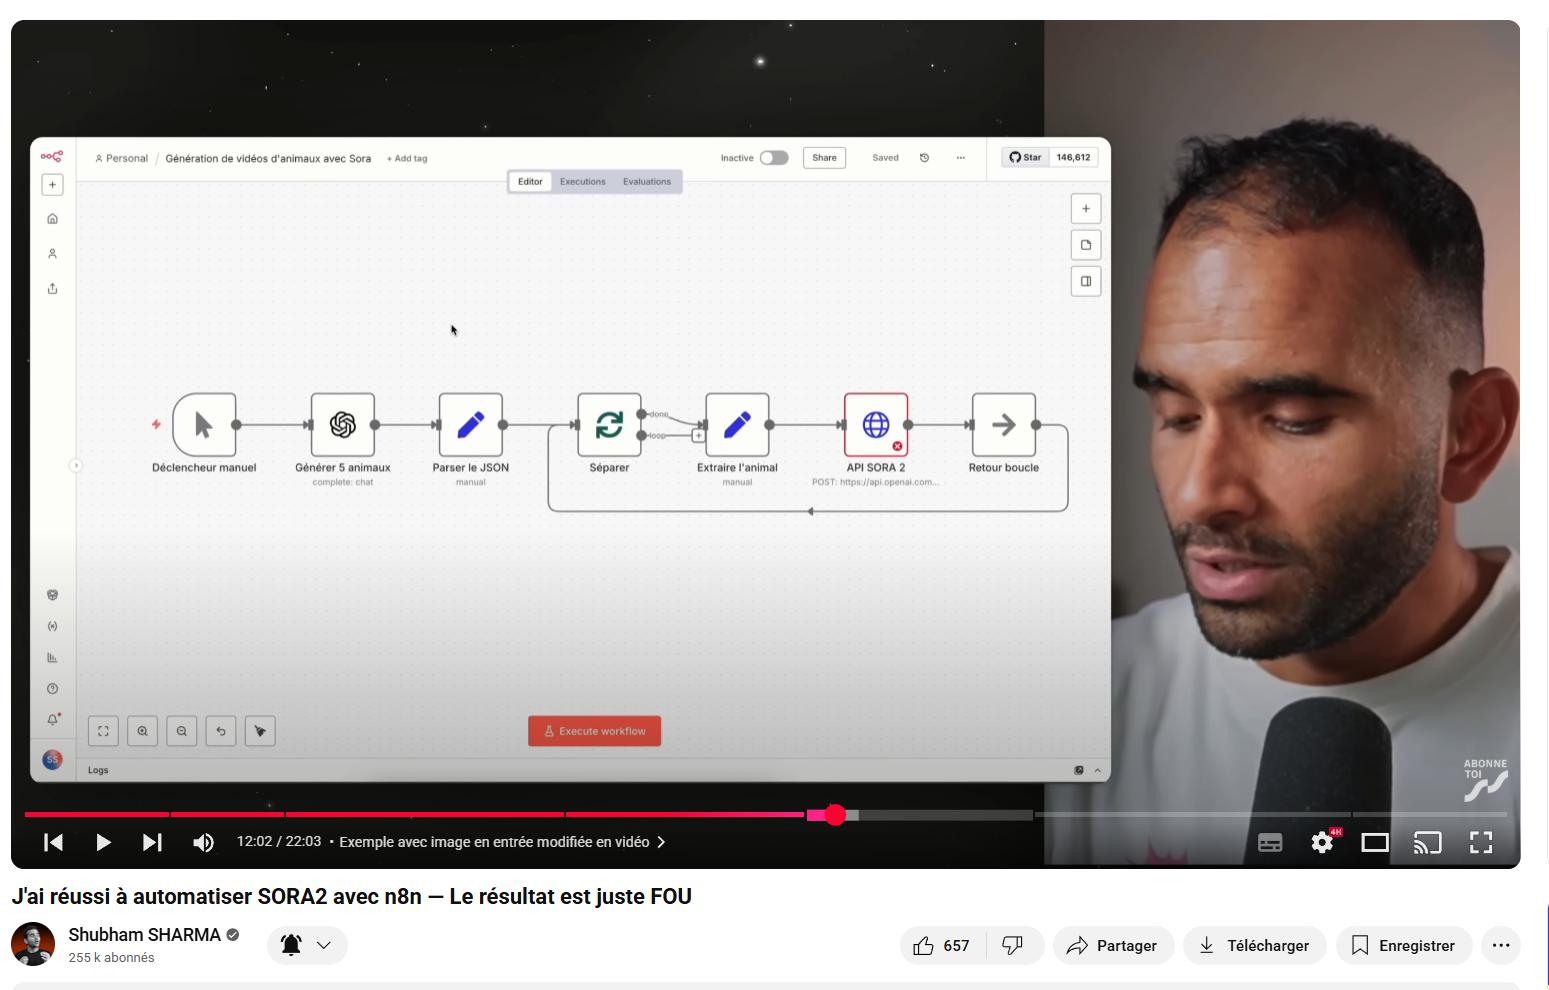 Personal / Génération de vidéos d'animaux avec Sora + Add tag
Inactive Share Saved ... Star 146,612
Editor Executions Evaluations
done
loop
Déclencheur manuel
Générer 5 animaux
complete: chat
Parser le JSON
manual
Séparer
Extraire l'animal
manual
API SORA 2
POST: https://api.openai.com...
Retour boucle
SS
Execute workflow
Logs
ABONNE
TOI
12:02 / 22:03 • Exemple avec image en entrée modifiée en vidéo
4H
J'ai réussi à automatiser SORA2 avec n8n — Le résultat est juste FOU
Shubham SHARMA
255 k abonnés
657 Partager Télécharger Enregistrer ...